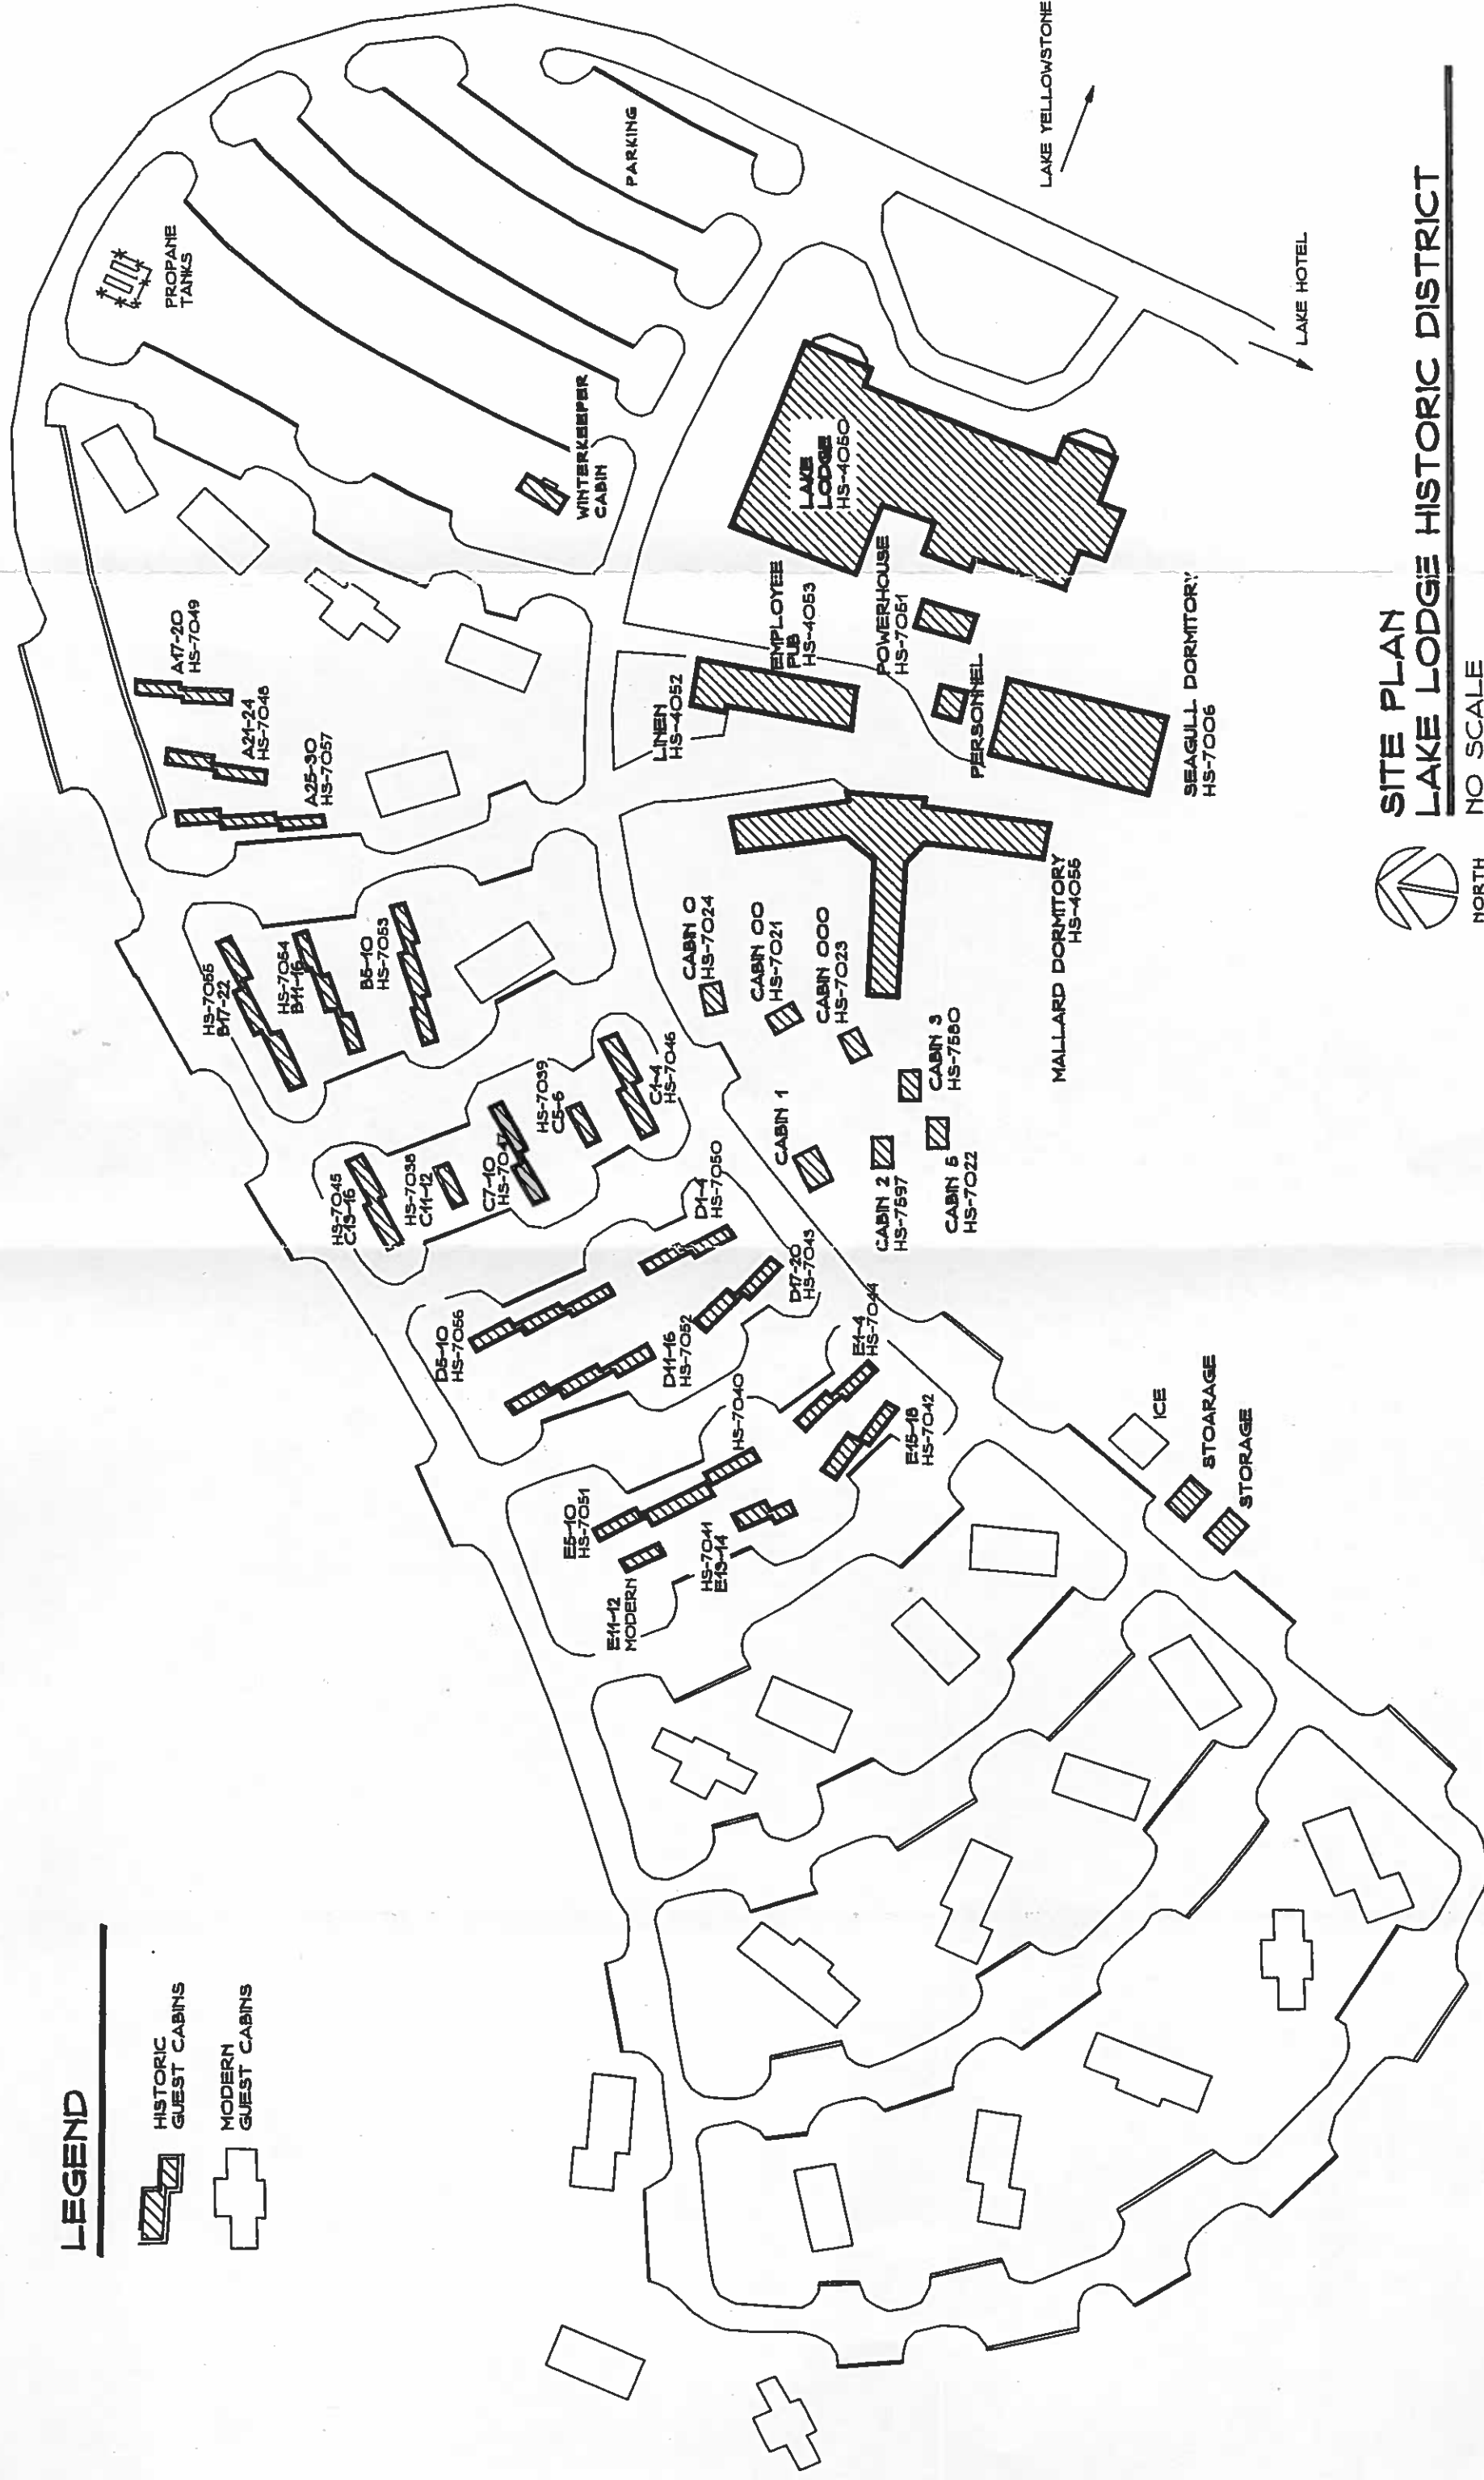 LEGEND
HISTORIC
GUEST CABINS
MODERN
GUEST CABINS
PROPANE
TANKS
PARKING
LAKE YELLOWSTONE
LAKE HOTEL
WINTERKEEPER
CABIN
LAKE
LODGE
HS-4050
A17-20
HS-7049
A21-24
HS-7048
A25-30
HS-7057
LINEN
HS-4052
EMPLOYEE
PUB
HS-4053
POWERHOUSE
HS-7051
PERSONNEL
SEAGULL DORMITORY
HS-7006
MALLARD DORMITORY
HS-4055
HS-7055
B17-22
HS-7054
B11-16
B5-10
HS-7053
CABIN O
HS-7024
CABIN OO
HS-7021
CABIN OOO
HS-7023
CABIN 3
HS-7580
CABIN 1
CABIN 2
HS-7597
CABIN 5
HS-7022
HS-7045
C13-16
HS-7038
C11-12
C7-10
HS-7047
HS-7039
C5-6
C1-4
HS-7046
D5-10
HS-7056
D11-16
HS-7052
D1-4
HS-7050
D17-20
HS-7043
E5-10
HS-7051
HS-7040
E11-12
MODERN
HS-7041
E13-14
E1-4
HS-7044
E15-18
HS-7042
ICE
STOARAGE
STORAGE
SITE PLAN
LAKE LODGE HISTORIC DISTRICT
NO SCALE
NORTH